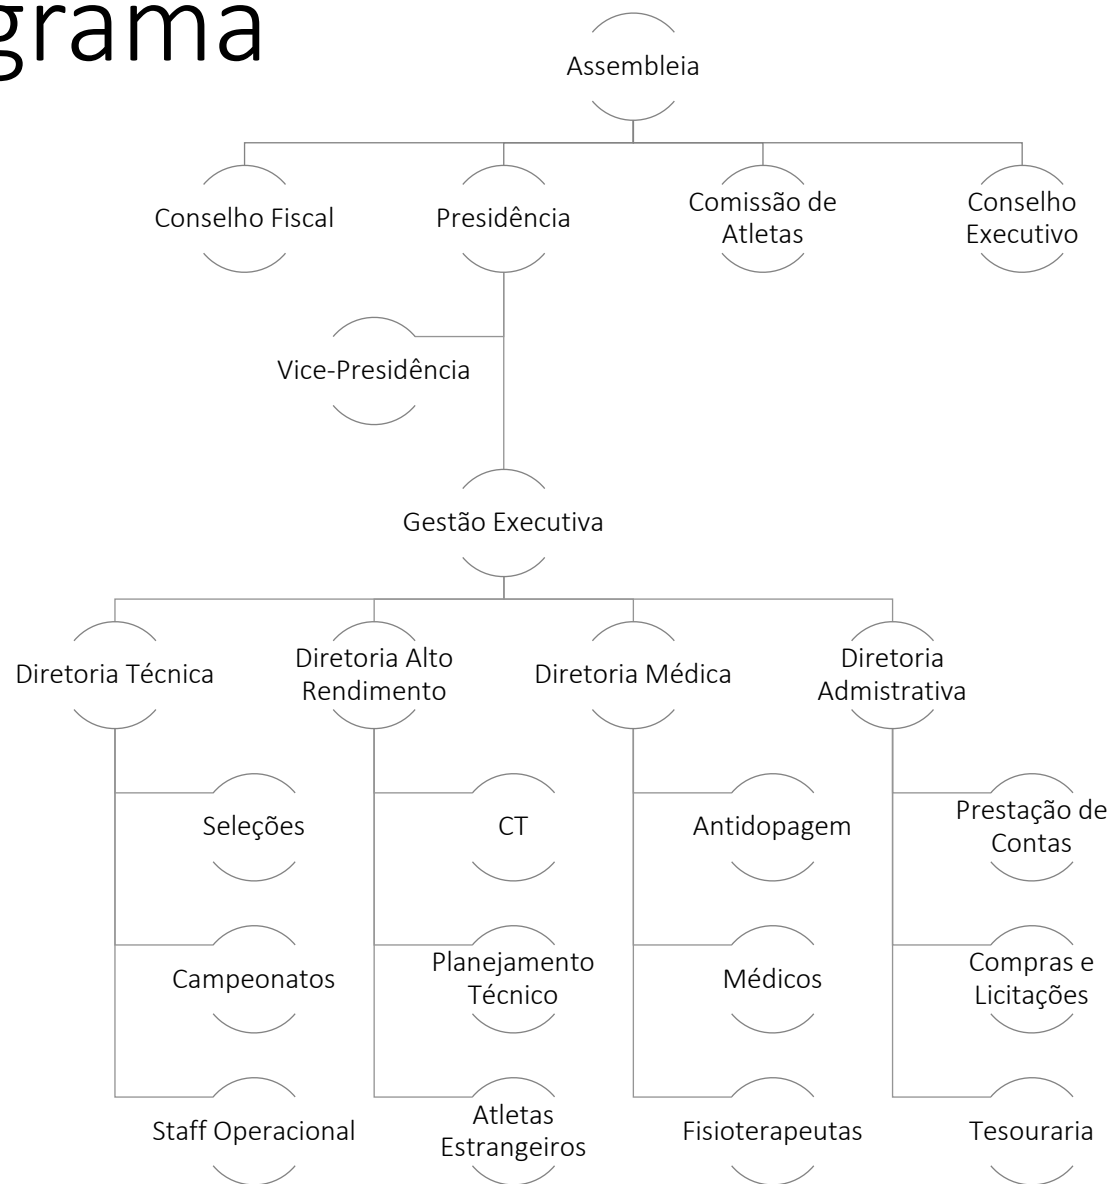 grama
Assembleia
Conselho Fiscal
Presidência
Comissão de
Atletas
Conselho
Executivo
Vice-Presidência
Gestão Executiva
Diretoria Técnica
Diretoria Alto
Rendimento
Diretoria Médica
Diretoria
Admistrativa
Seleções
CT
Antidopagem
Prestação de
Contas
Campeonatos
Planejamento
Técnico
Médicos
Compras e
Licitações
Staff Operacional
Atletas
Estrangeiros
Fisioterapeutas
Tesouraria